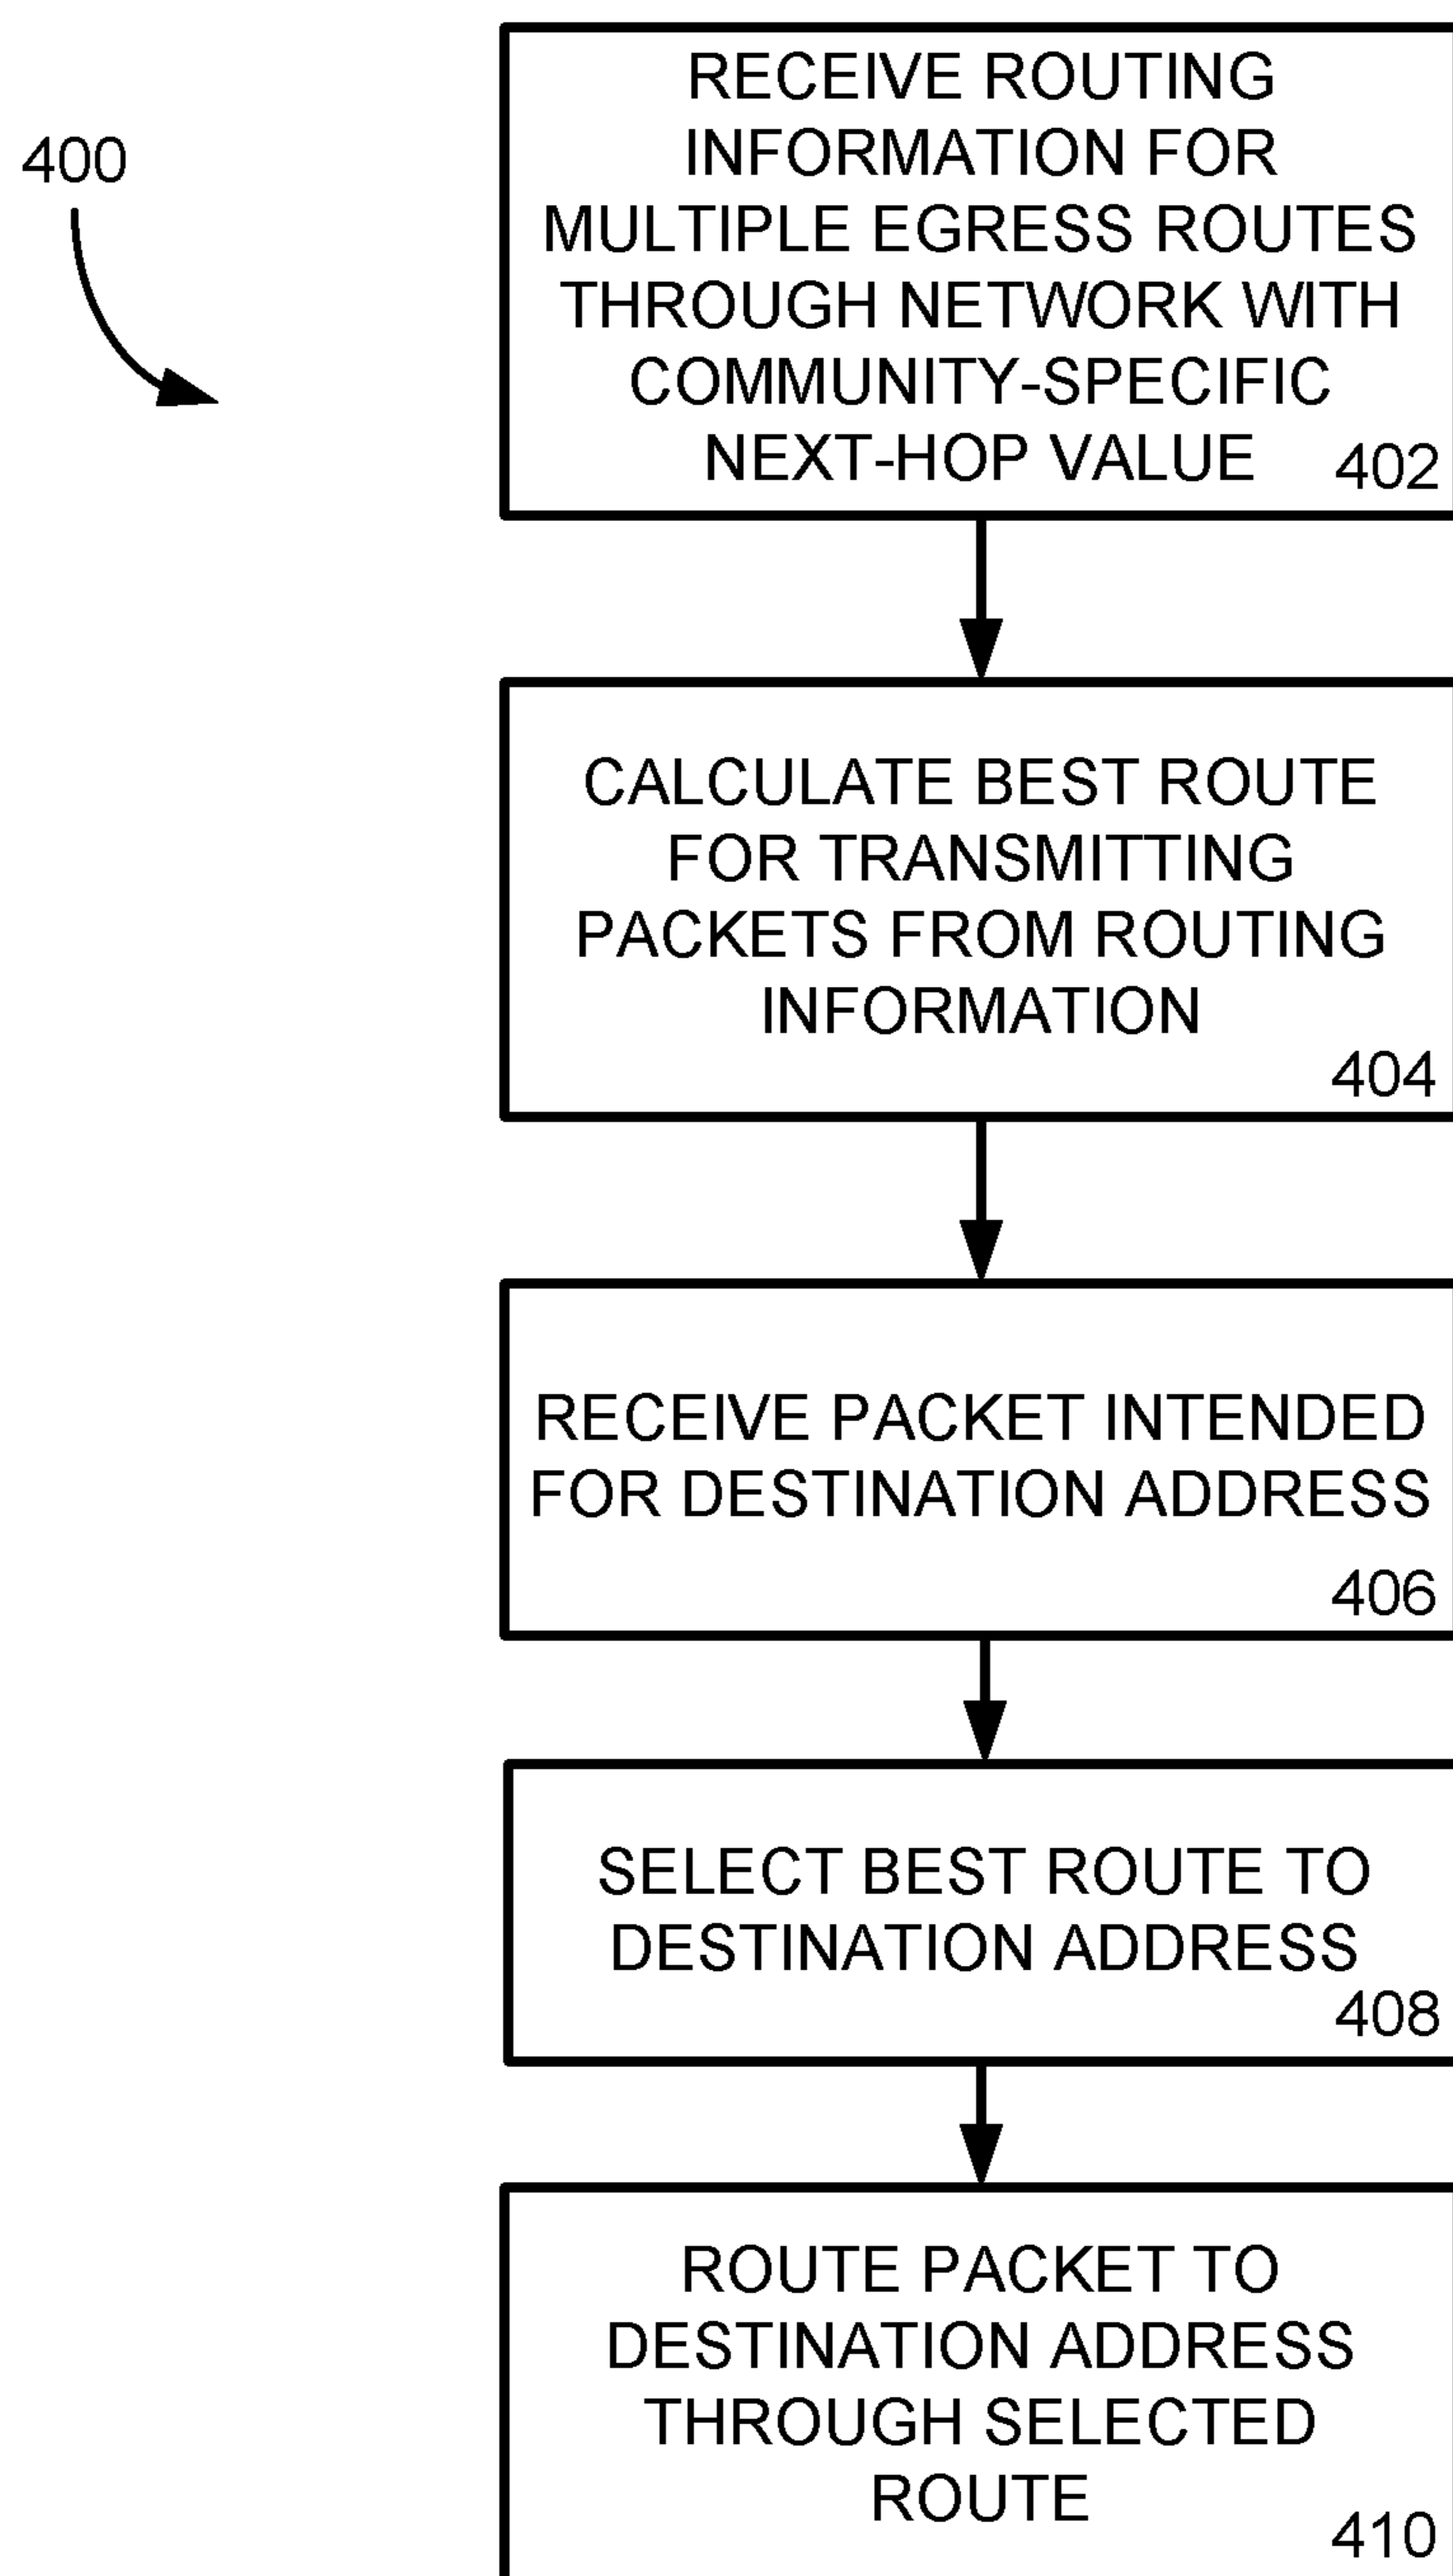 400
RECEIVE ROUTING
INFORMATION FOR
MULTIPLE EGRESS ROUTES
THROUGH NETWORK WITH
COMMUNITY-SPECIFIC
NEXT-HOP VALUE
402
CALCULATE BEST ROUTE
FOR TRANSMITTING
PACKETS FROM ROUTING
INFORMATION
404
RECEIVE PACKET INTENDED
FOR DESTINATION ADDRESS
406
SELECT BEST ROUTE TO
DESTINATION ADDRESS
408
ROUTE PACKET TO
DESTINATION ADDRESS
THROUGH SELECTED
ROUTE
410